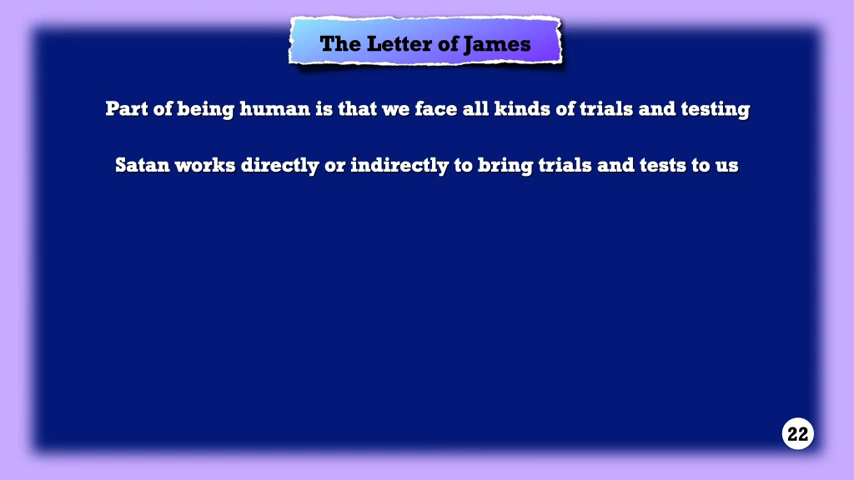 The Letter of James
Part of being human is that we face all kinds of trials and testing
Satan works directly or indirectly to bring trials and tests to us
22